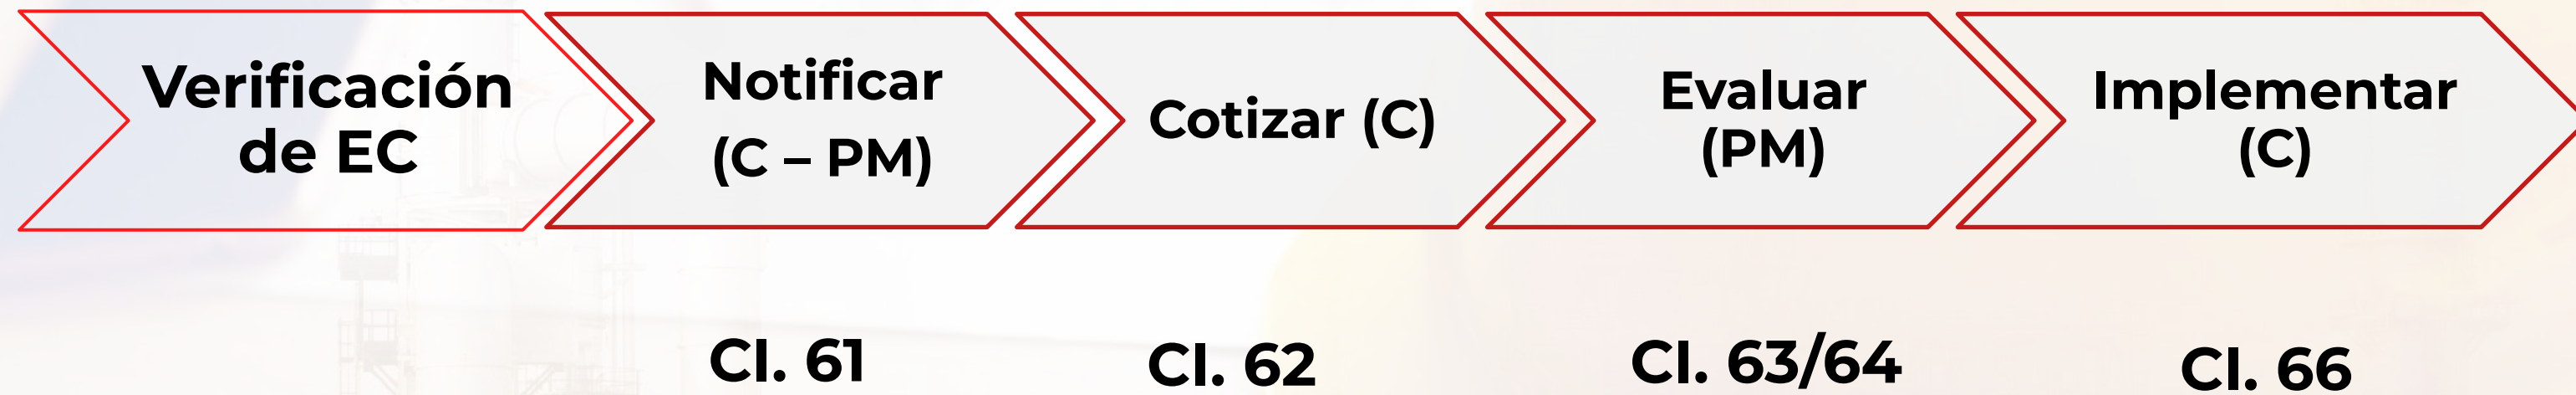 Verificación
de EC
Notificar
(C – PM)
Cotizar (C)
Evaluar
(PM)
Implementar
(C)
Cl. 61
Cl. 62
Cl. 63/64
Cl. 66